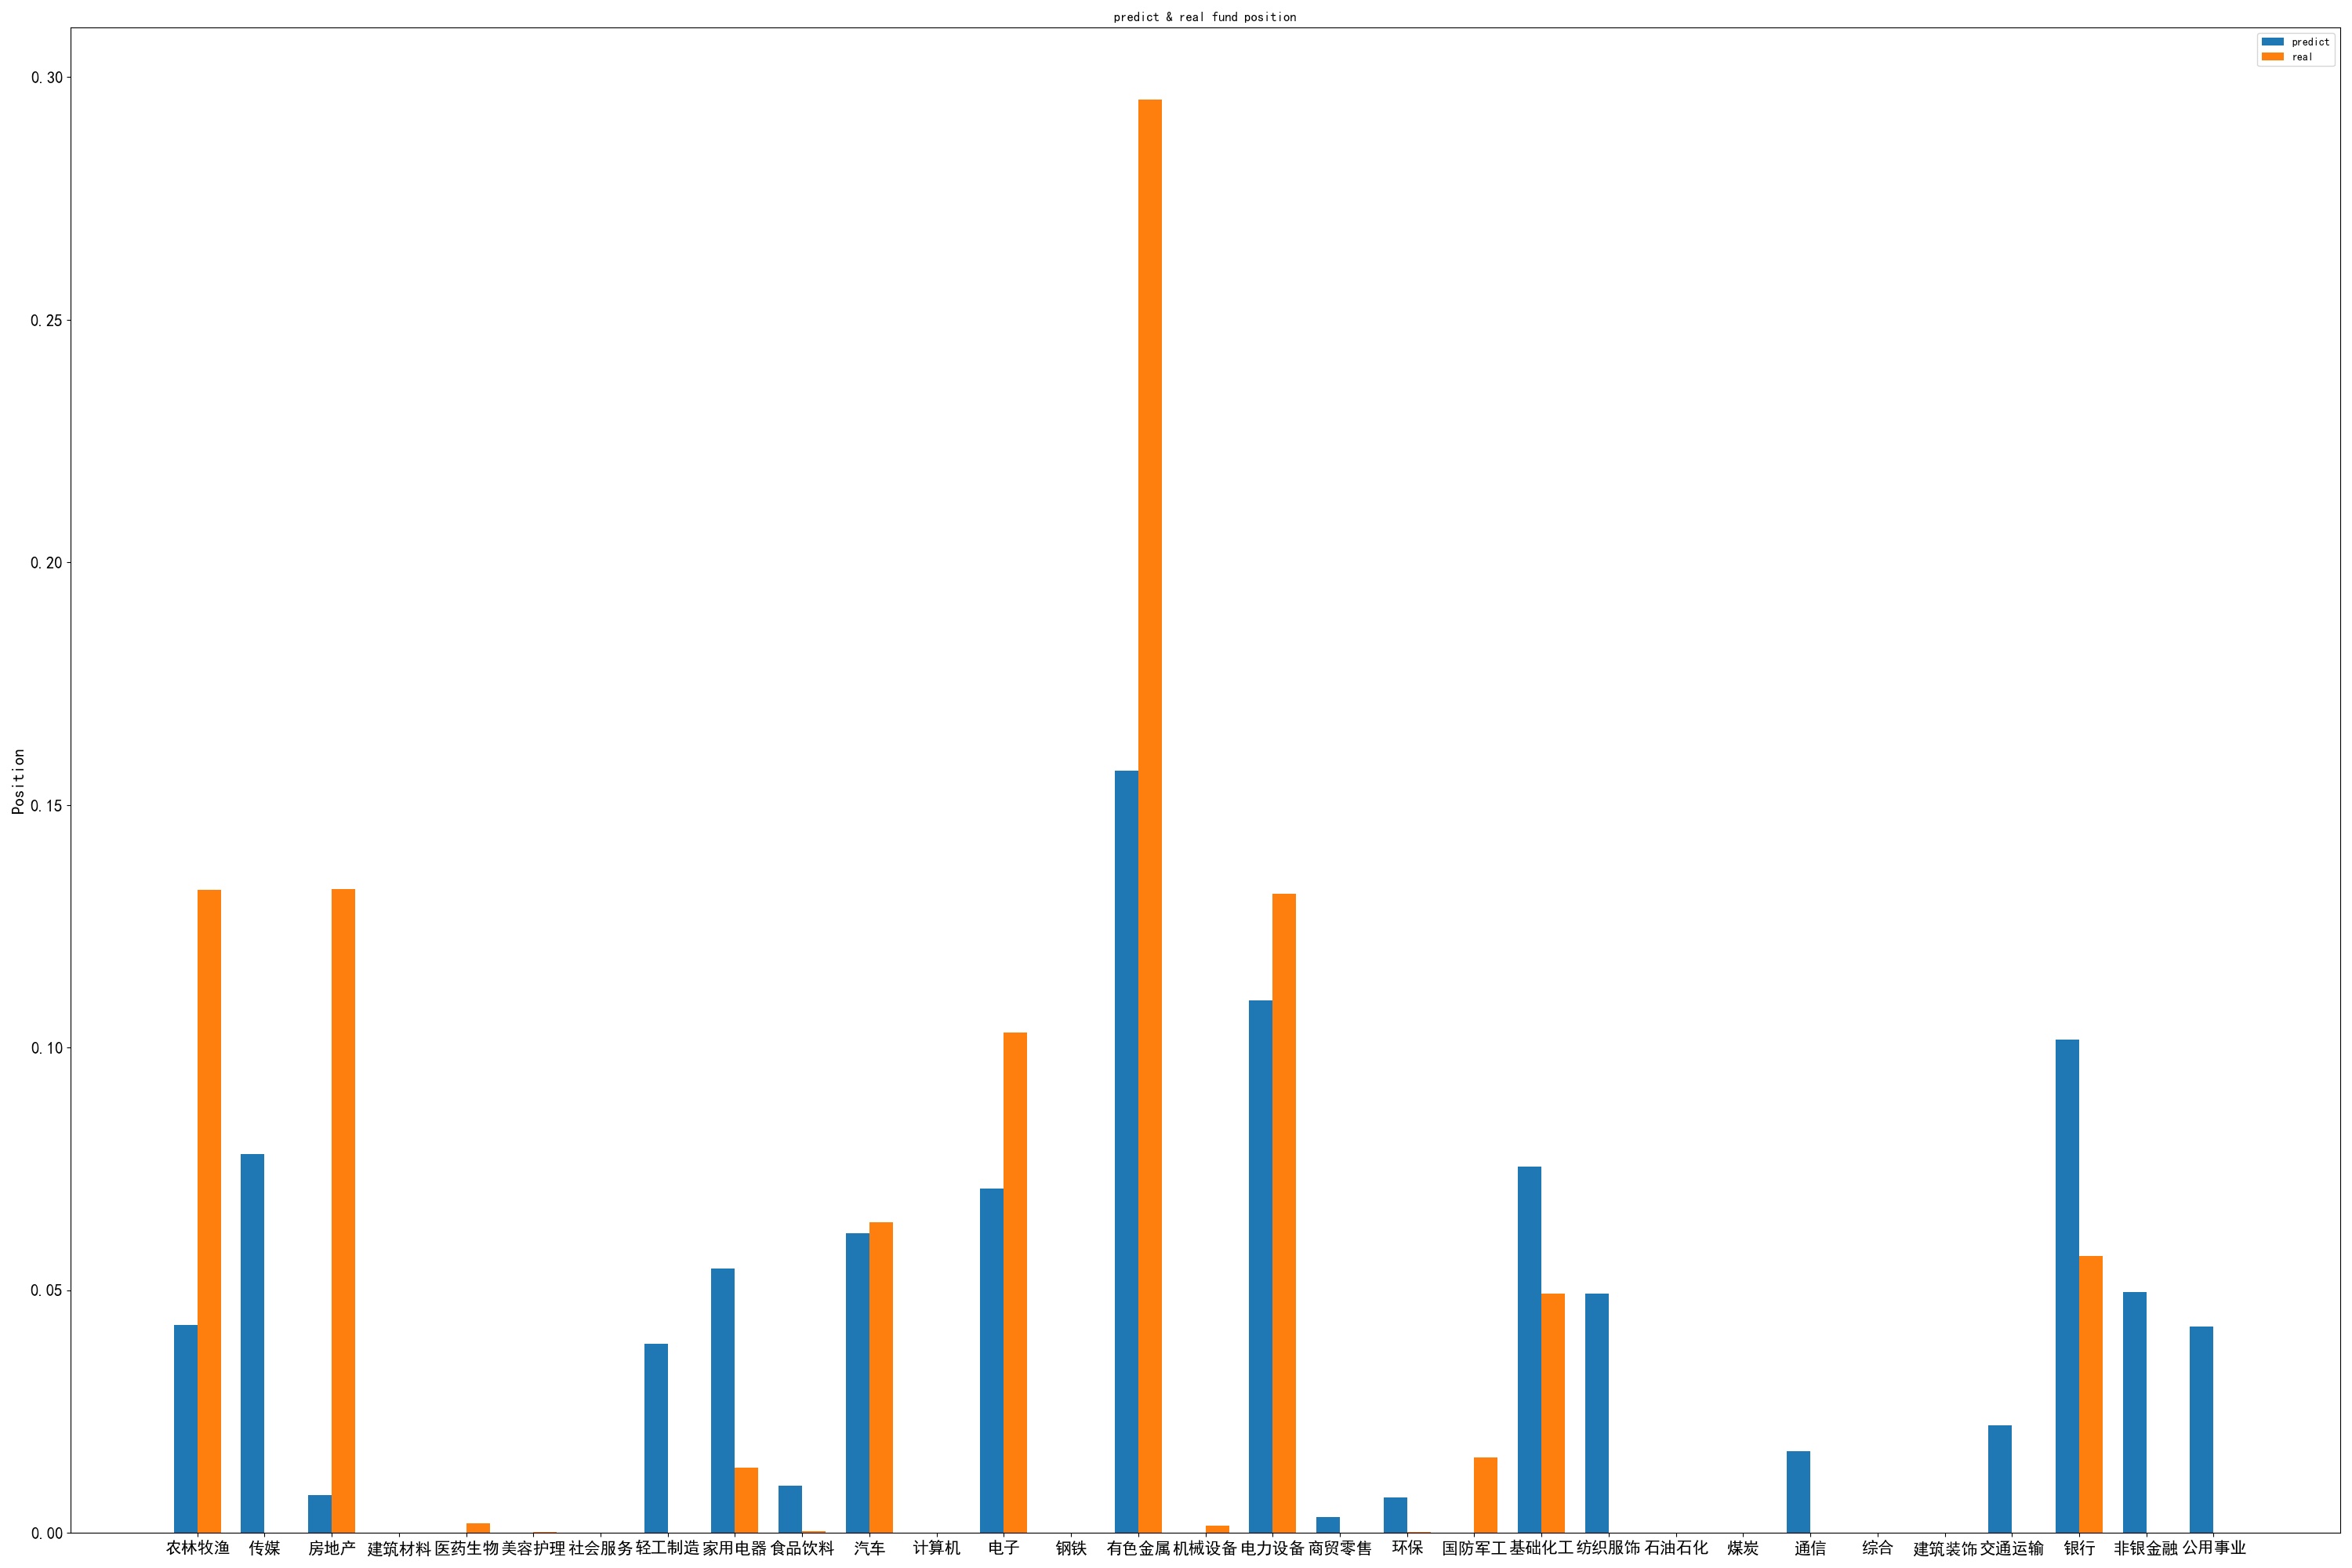 predict & real fund position
predict
real
0.30
0.25
0.20
0.15
0.10
0.05
0.00
Position
农林牧渔 传媒 房地产 建筑材料 医药生物 美容护理 社会服务 轻工制造 家用电器 食品饮料 汽车 计算机 电子 钢铁 有色金属 机械设备 电力设备 商贸零售 环保 国防军工 基础化工 纺织服饰 石油石化 煤炭 通信 综合 建筑装饰 交通运输 银行 非银金融 公用事业